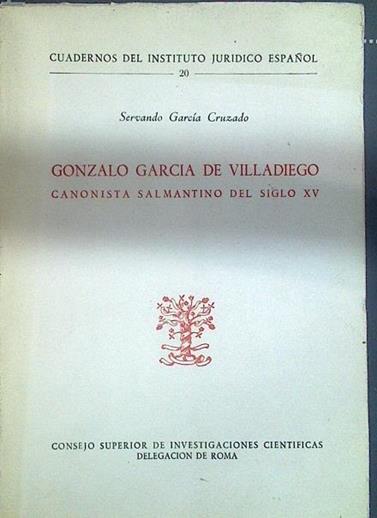 CUADERNOS DEL INSTITUTO JURIDICO ESPAÑOL
20
Servando García Cruzado
GONZALO GARCIA DE VILLADIEGO
CANONISTA SALMANTINO DEL SIGLO XV
CONSEJO SUPERIOR DE INVESTIGACIONES CIENTIFICAS
DELEGACION DE ROMA